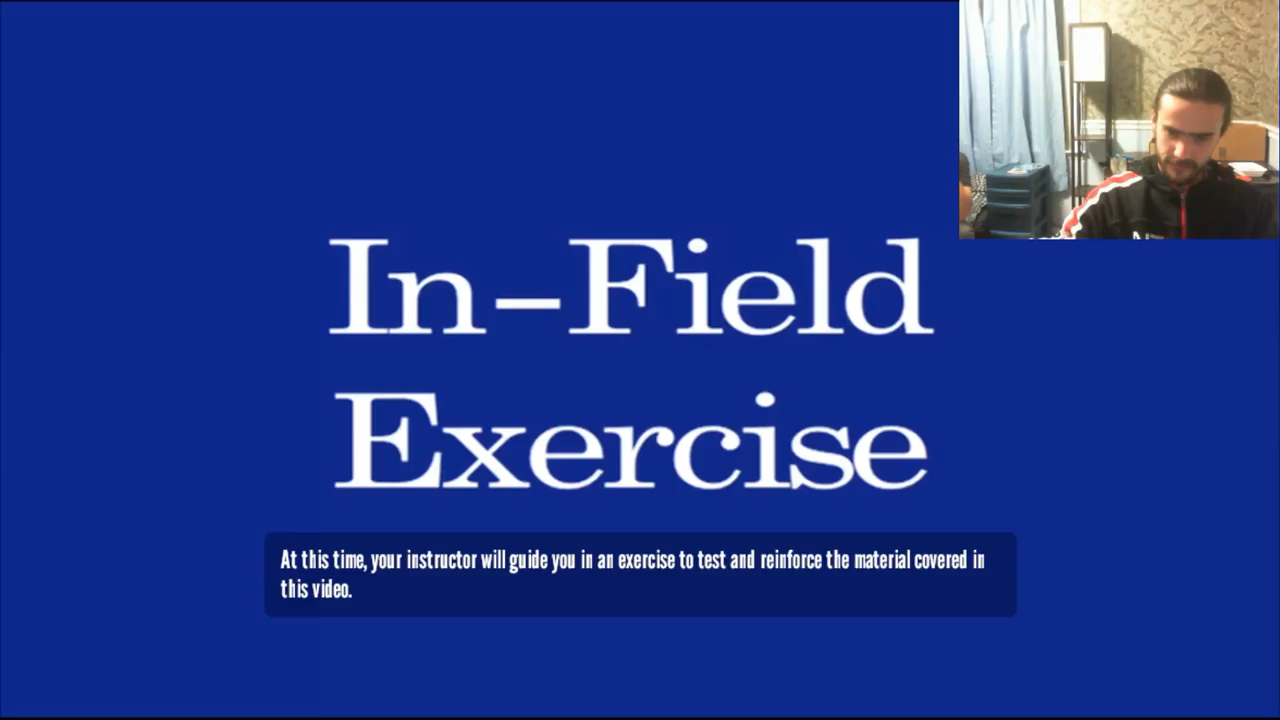 In-Field
Exercise
At this time, your instructor will guide you in an exercise to test and reinforce the material covered in
this video.